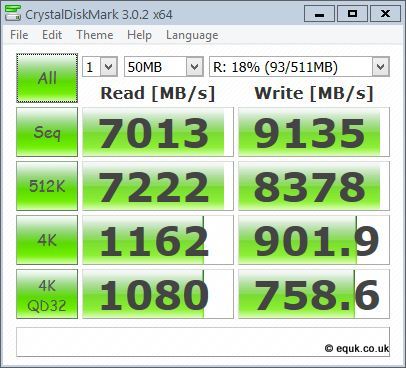 CrystalDiskMark 3.0.2 x64
File Edit Theme Help Language
All 1 50MB R: 18% (93/511MB)
Read [MB/s] Write [MB/s]
Seq 7013 9135
512K 7222 8378
4K 1162 901.9
4K QD32 1080 758.6
© equk.co.uk